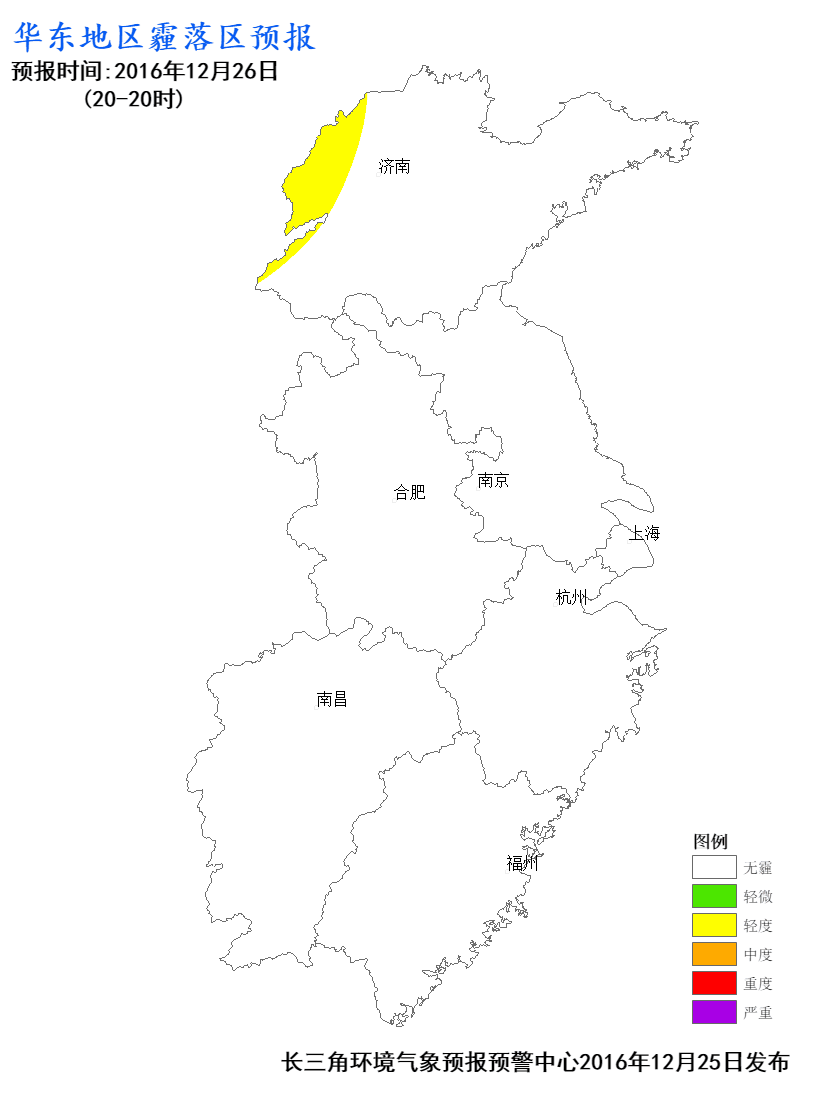 华东地区霾落区预报
预报时间:2016年12月26日
(20-20时)
济南
合肥
南京
上海
杭州
南昌
福州
图例
无霾
轻微
轻度
中度
重度
严重
长三角环境气象预报预警中心2016年12月25日发布